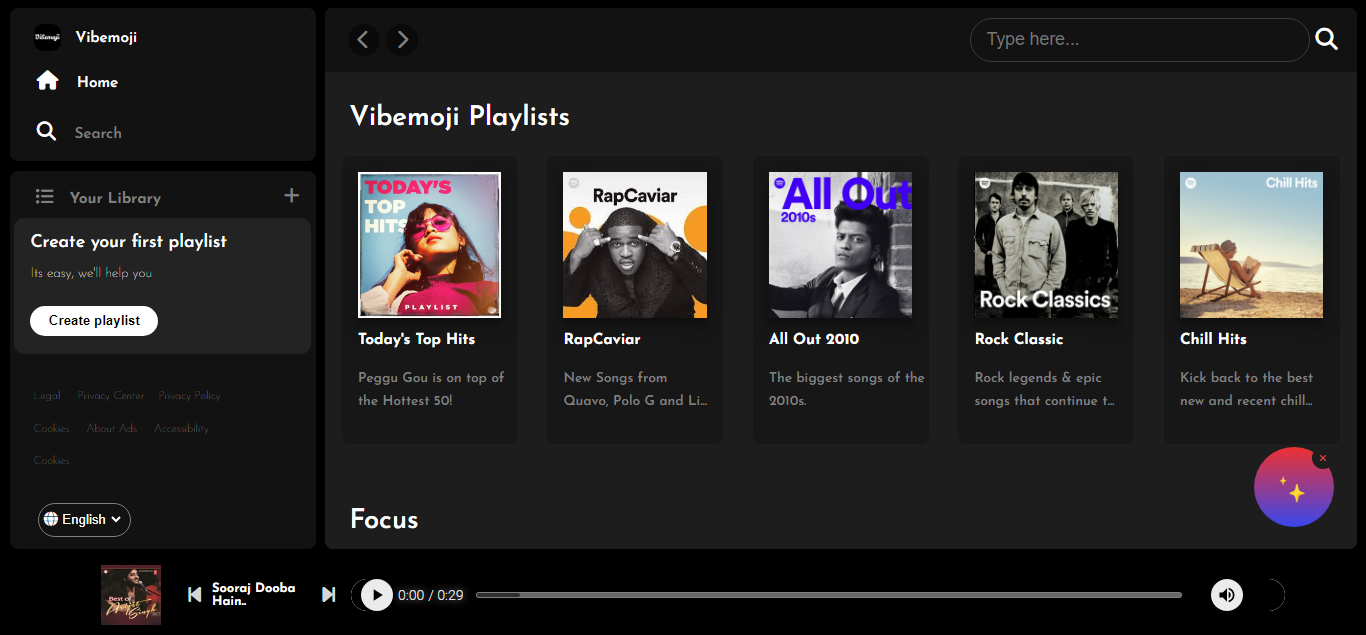 Vibemoji
Vibemoji
Home
Search
Your Library
Create your first playlist
Its easy, we'll help you
Create playlist
Legal Privacy Center Privacy Policy
Cookies About Ads Accessibility
Cookies
English
Type here...
Vibemoji Playlists
TODAY'S
TOP
HITS
PLAYLIST
Today's Top Hits
Peggu Gou is on top of
the Hottest 50!
RapCaviar
RapCaviar
New Songs from
Quavo, Polo G and Li...
All Out
2010s
All Out 2010
The biggest songs of the
2010s.
Rock Classics
Rock Classic
Rock legends & epic
songs that continue t...
Chill Hits
Chill Hits
Kick back to the best
new and recent chill...
Focus
Best of
Arijit
Singh
Sooraj Dooba
Hain..
0:00 / 0:29